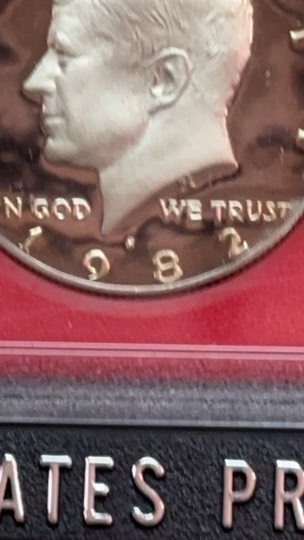 N GOD WE TRUST
1982
ATES PR